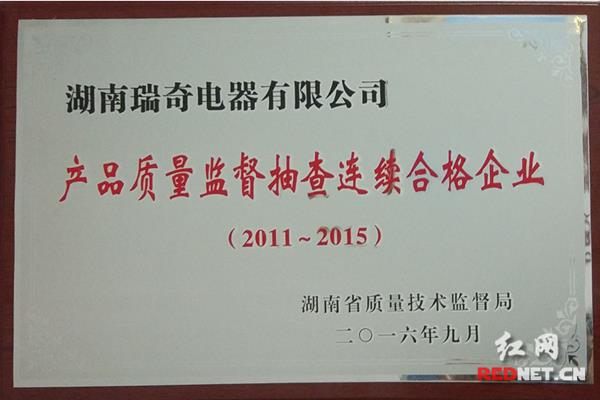 湖南瑞奇电器有限公司
产品质量监督抽查连续合格企业
（2011～2015）
湖南省质量技术监督局
二〇一六年九月
红网
REDNET.CN